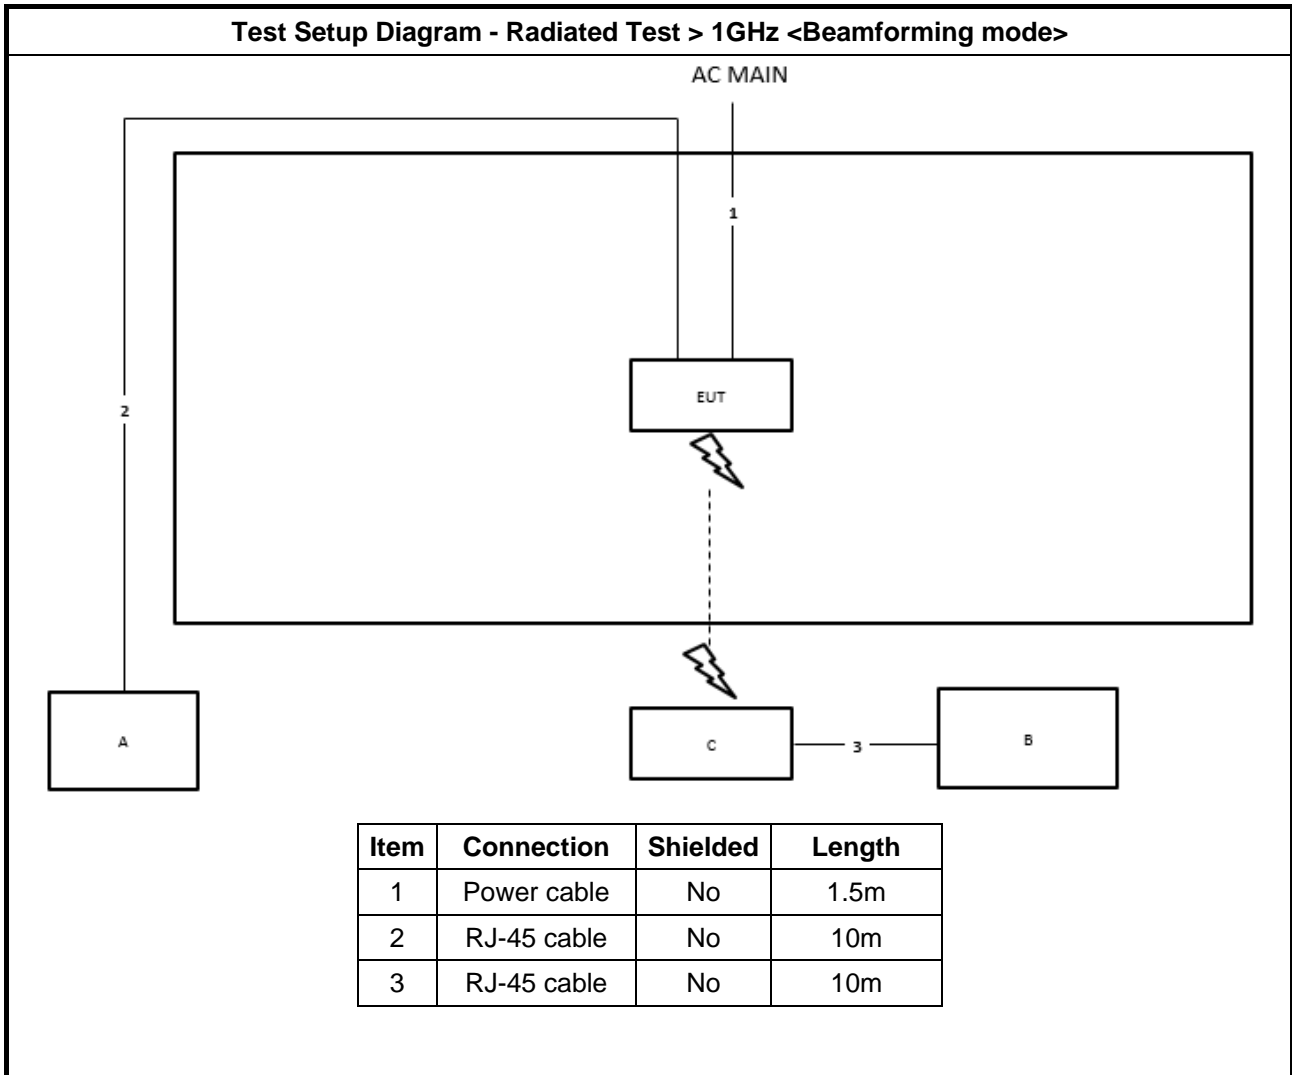 Test Setup Diagram - Radiated Test > 1GHz <Beamforming mode>
AC MAIN
1
2
EUT
A
C
3
B
Item Connection Shielded Length
1 Power cable No 1.5m
2 RJ-45 cable No 10m
3 RJ-45 cable No 10m